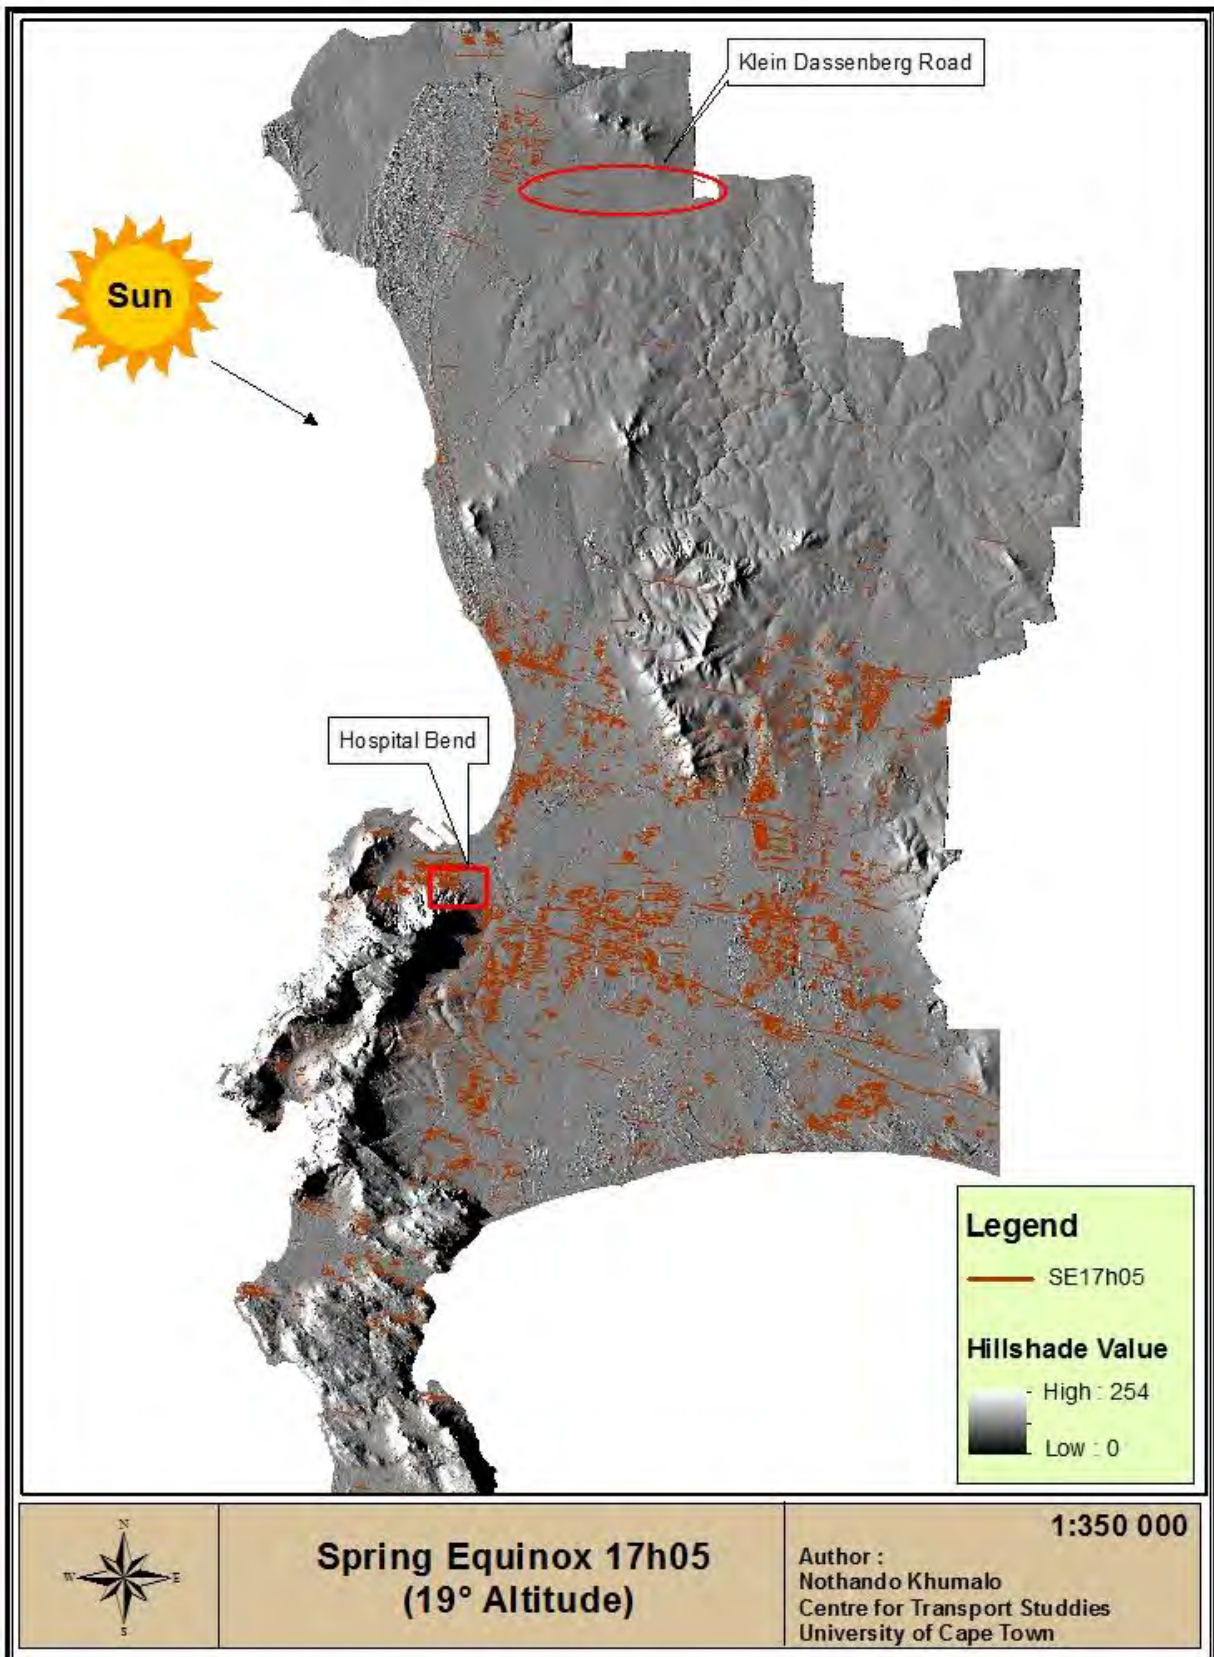 Klein Dassenberg Road
Sun
Hospital Bend
Legend
SE17h05
Hillshade Value
High : 254
Low : 0
N
W
E
S
Spring Equinox 17h05
(19° Altitude)
1:350 000
Author :
Nothando Khumalo
Centre for Transport Studdies
University of Cape Town